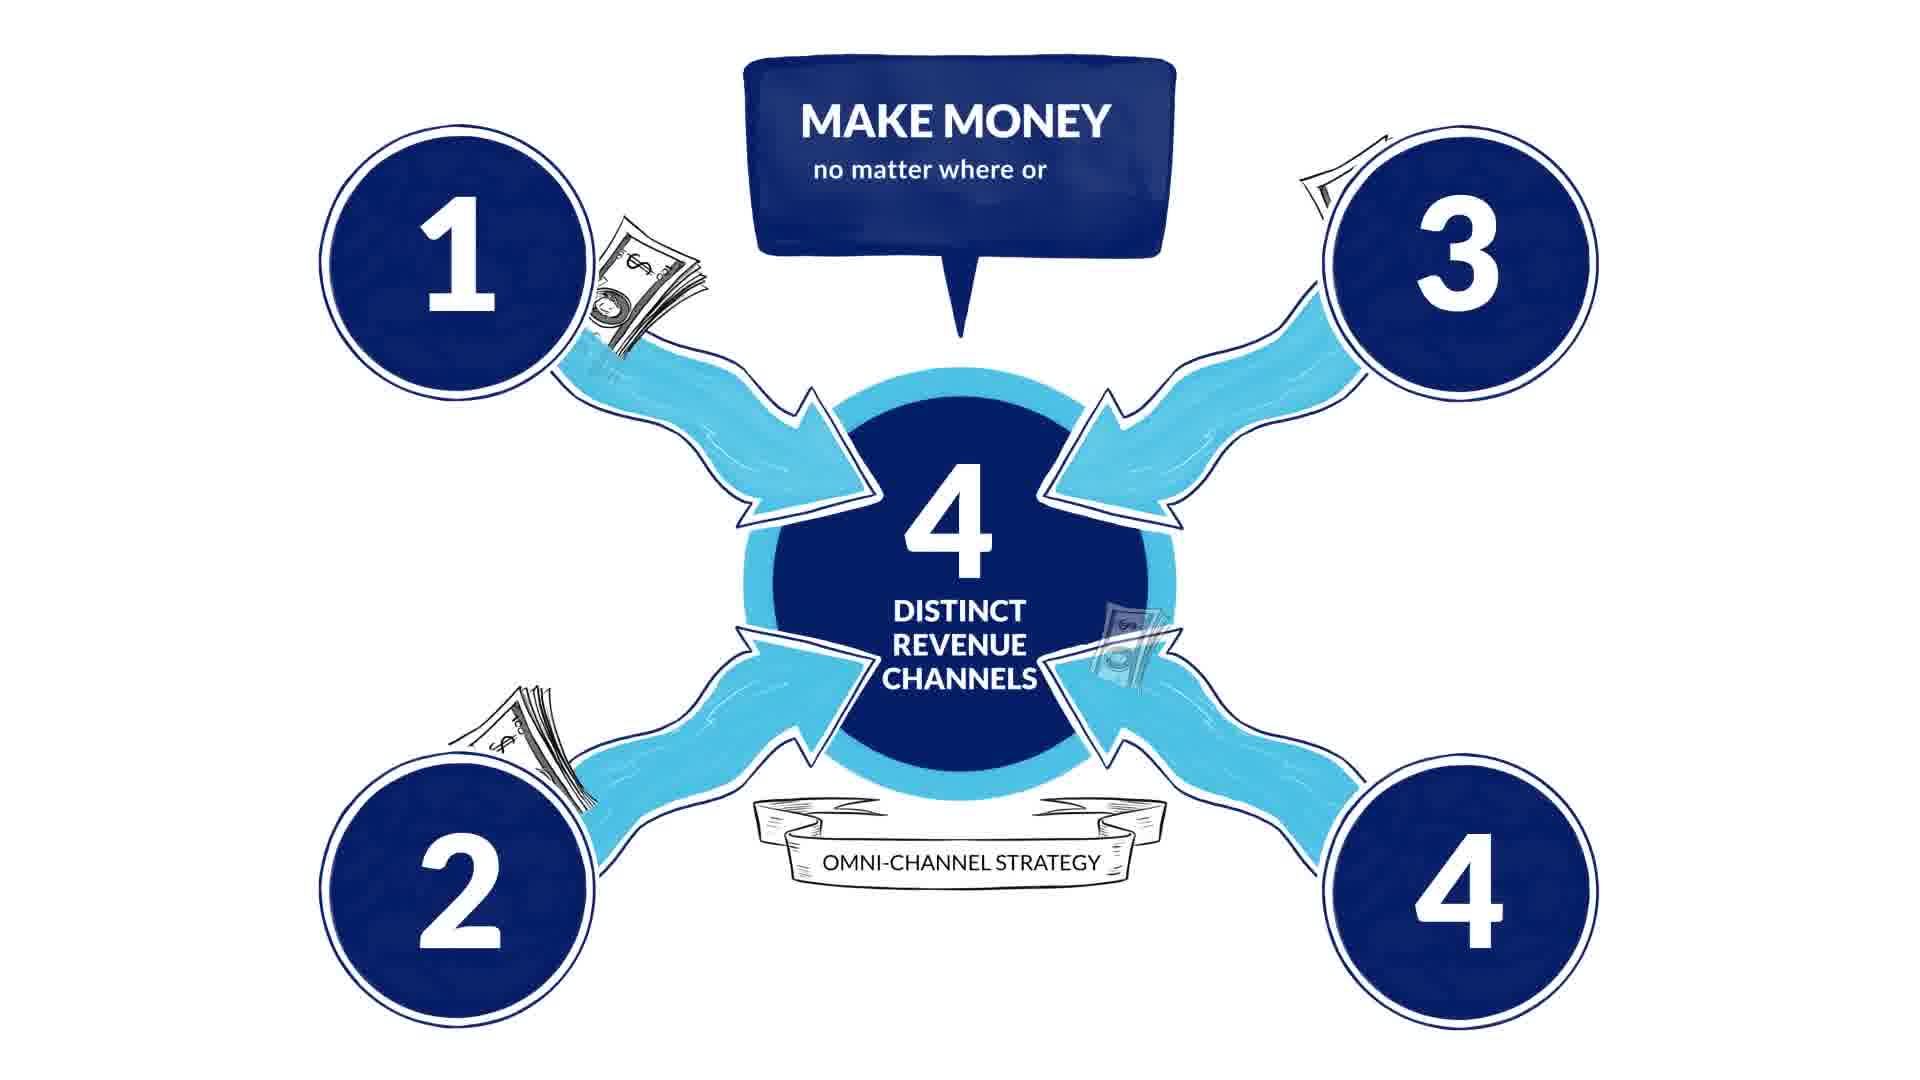 MAKE MONEY
no matter where or
1
3
4
DISTINCT
REVENUE
CHANNELS
2
4
OMNI-CHANNEL STRATEGY